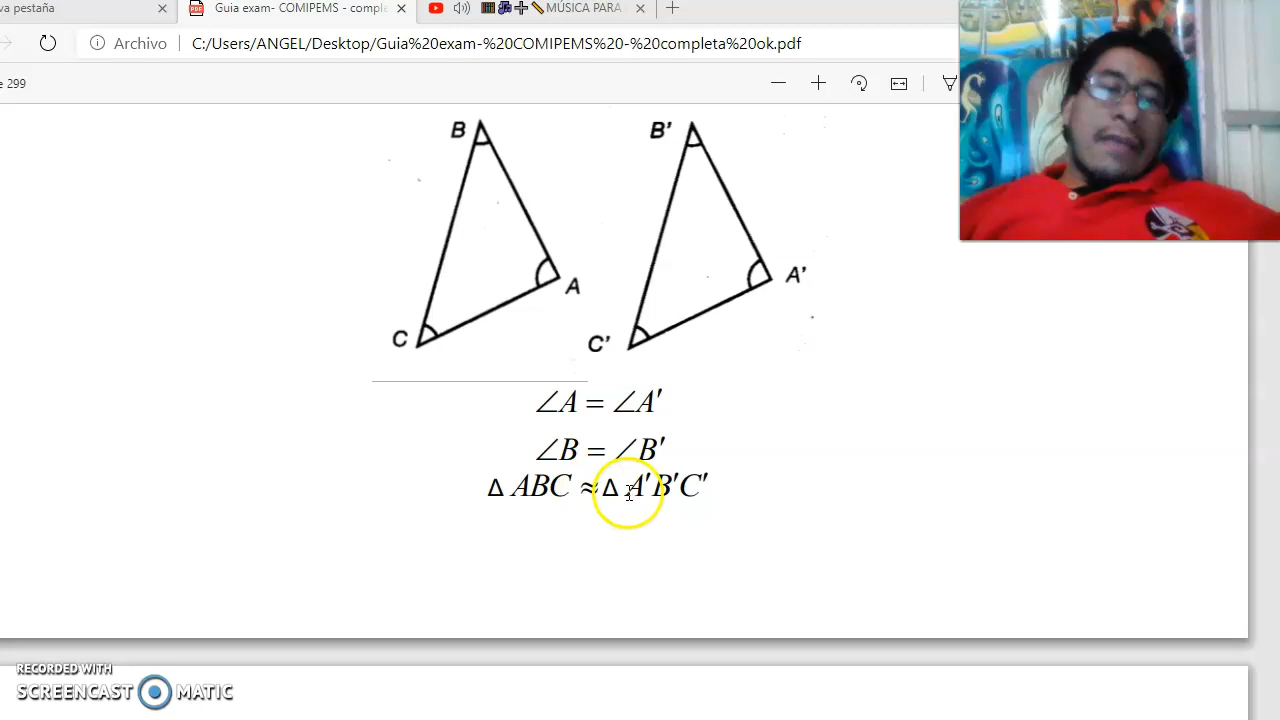 va pestaña
Guia exam- COMIPEMS - comple
MÚSICA PARA
Archivo
C:/Users/ANGEL/Desktop/Guia%20exam-%20COMIPEMS%20-%20completa%20ok.pdf
e 299
B
B'
A
A'
C
C'
∠A = ∠A′
∠B = ∠B′
Δ ABC ≈ Δ A′B′C′
RECORDED WITH
SCREENCAST MATIC